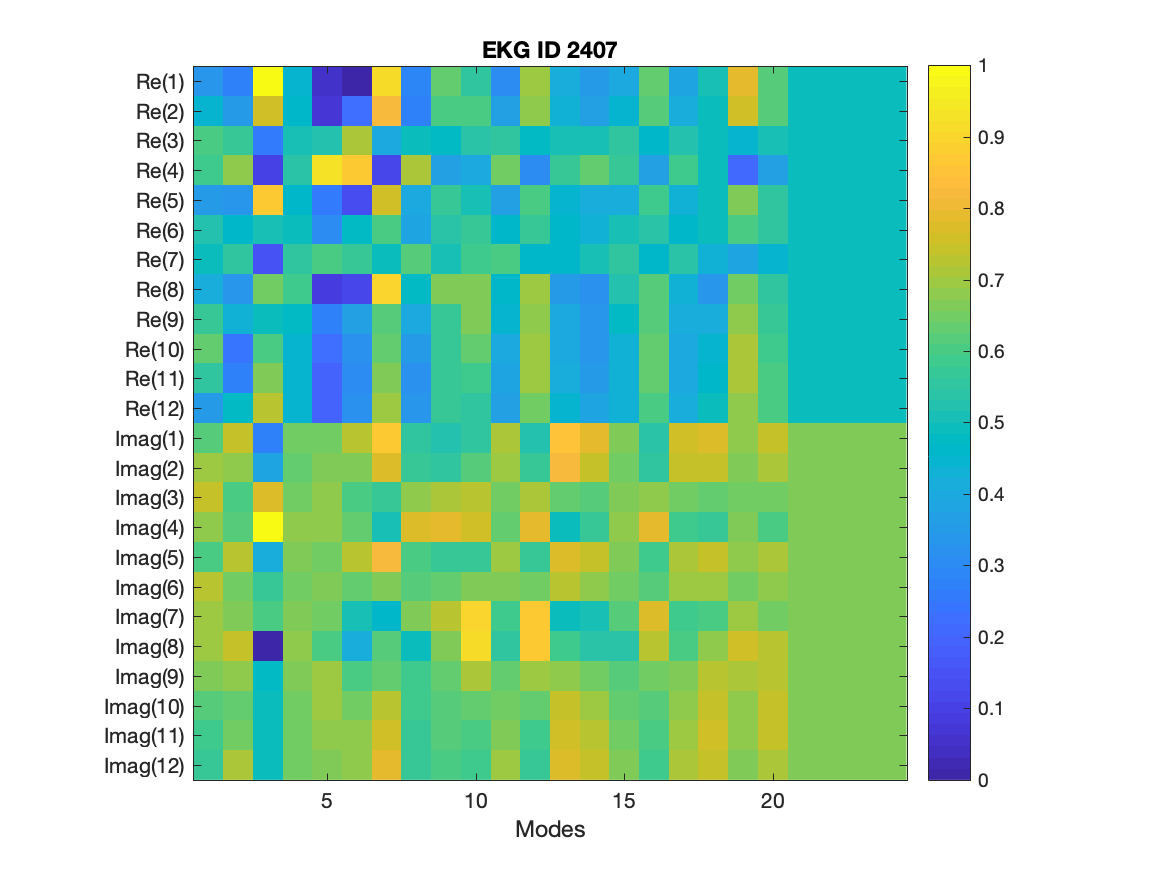 EKG ID 2407
Re(1)
Re(2)
Re(3)
Re(4)
Re(5)
Re(6)
Re(7)
Re(8)
Re(9)
Re(10)
Re(11)
Re(12)
Imag(1)
Imag(2)
Imag(3)
Imag(4)
Imag(5)
Imag(6)
Imag(7)
Imag(8)
Imag(9)
Imag(10)
Imag(11)
Imag(12)
5 10 15 20
Modes
1
0.9
0.8
0.7
0.6
0.5
0.4
0.3
0.2
0.1
0